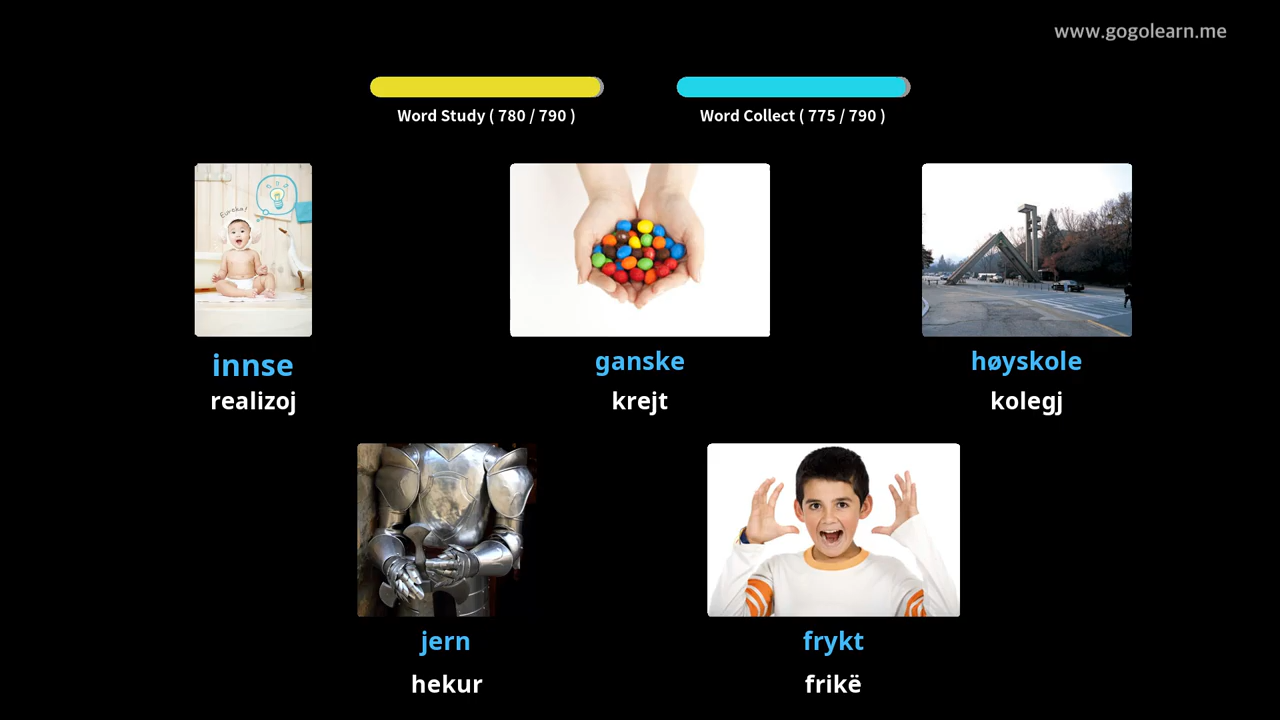 www.gogolearn.me
Word Study ( 780 / 790 )
Word Collect ( 775 / 790 )
Eureka!
innse
realizoj
ganske
krejt
høyskole
kolegj
jern
hekur
frykt
frikë